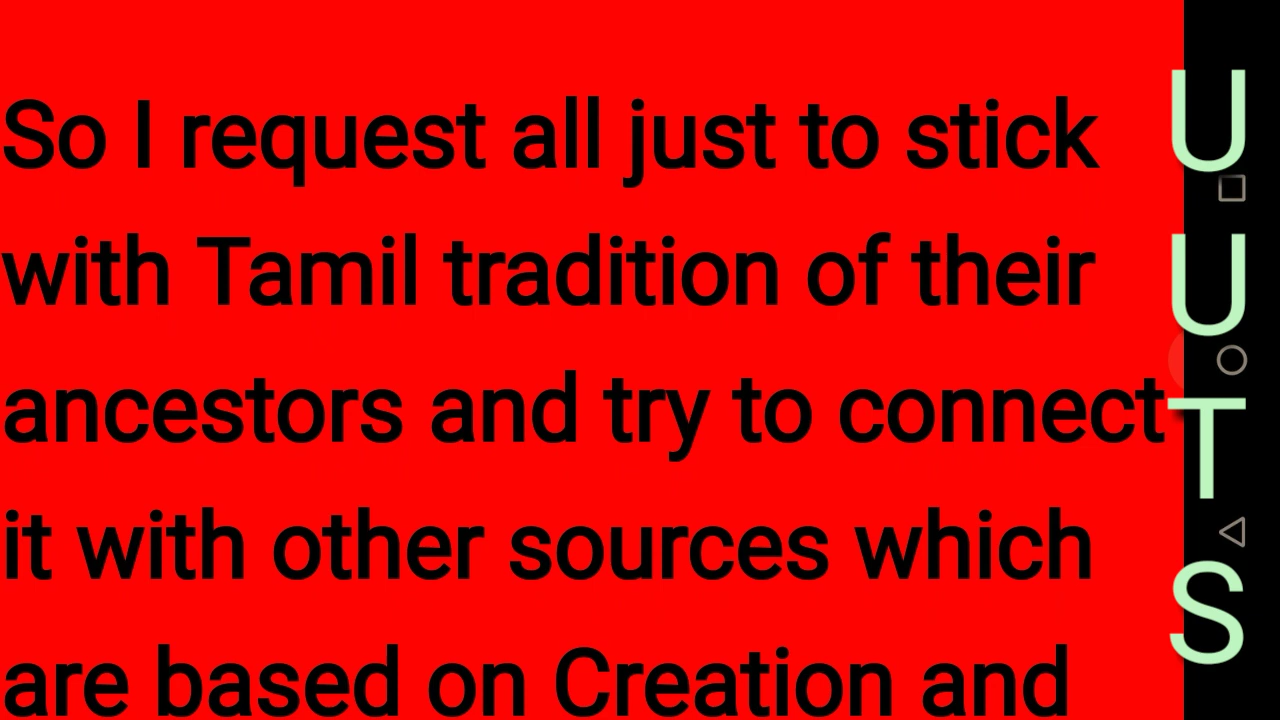 So I request all just to stick
with Tamil tradition of their
ancestors and try to connect
it with other sources which
are based on Creation and
U
U
T
S